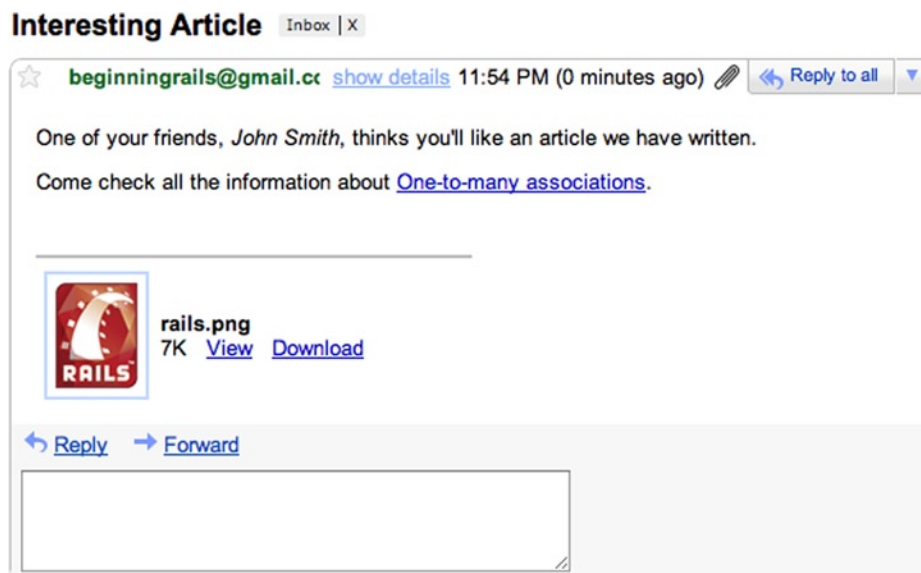 Interesting Article Inbox | X
beginningrails@gmail.cc show details 11:54 PM (0 minutes ago) Reply to all
One of your friends, John Smith, thinks you'll like an article we have written.
Come check all the information about One-to-many associations.
RAILS
rails.png
7K View Download
Reply Forward